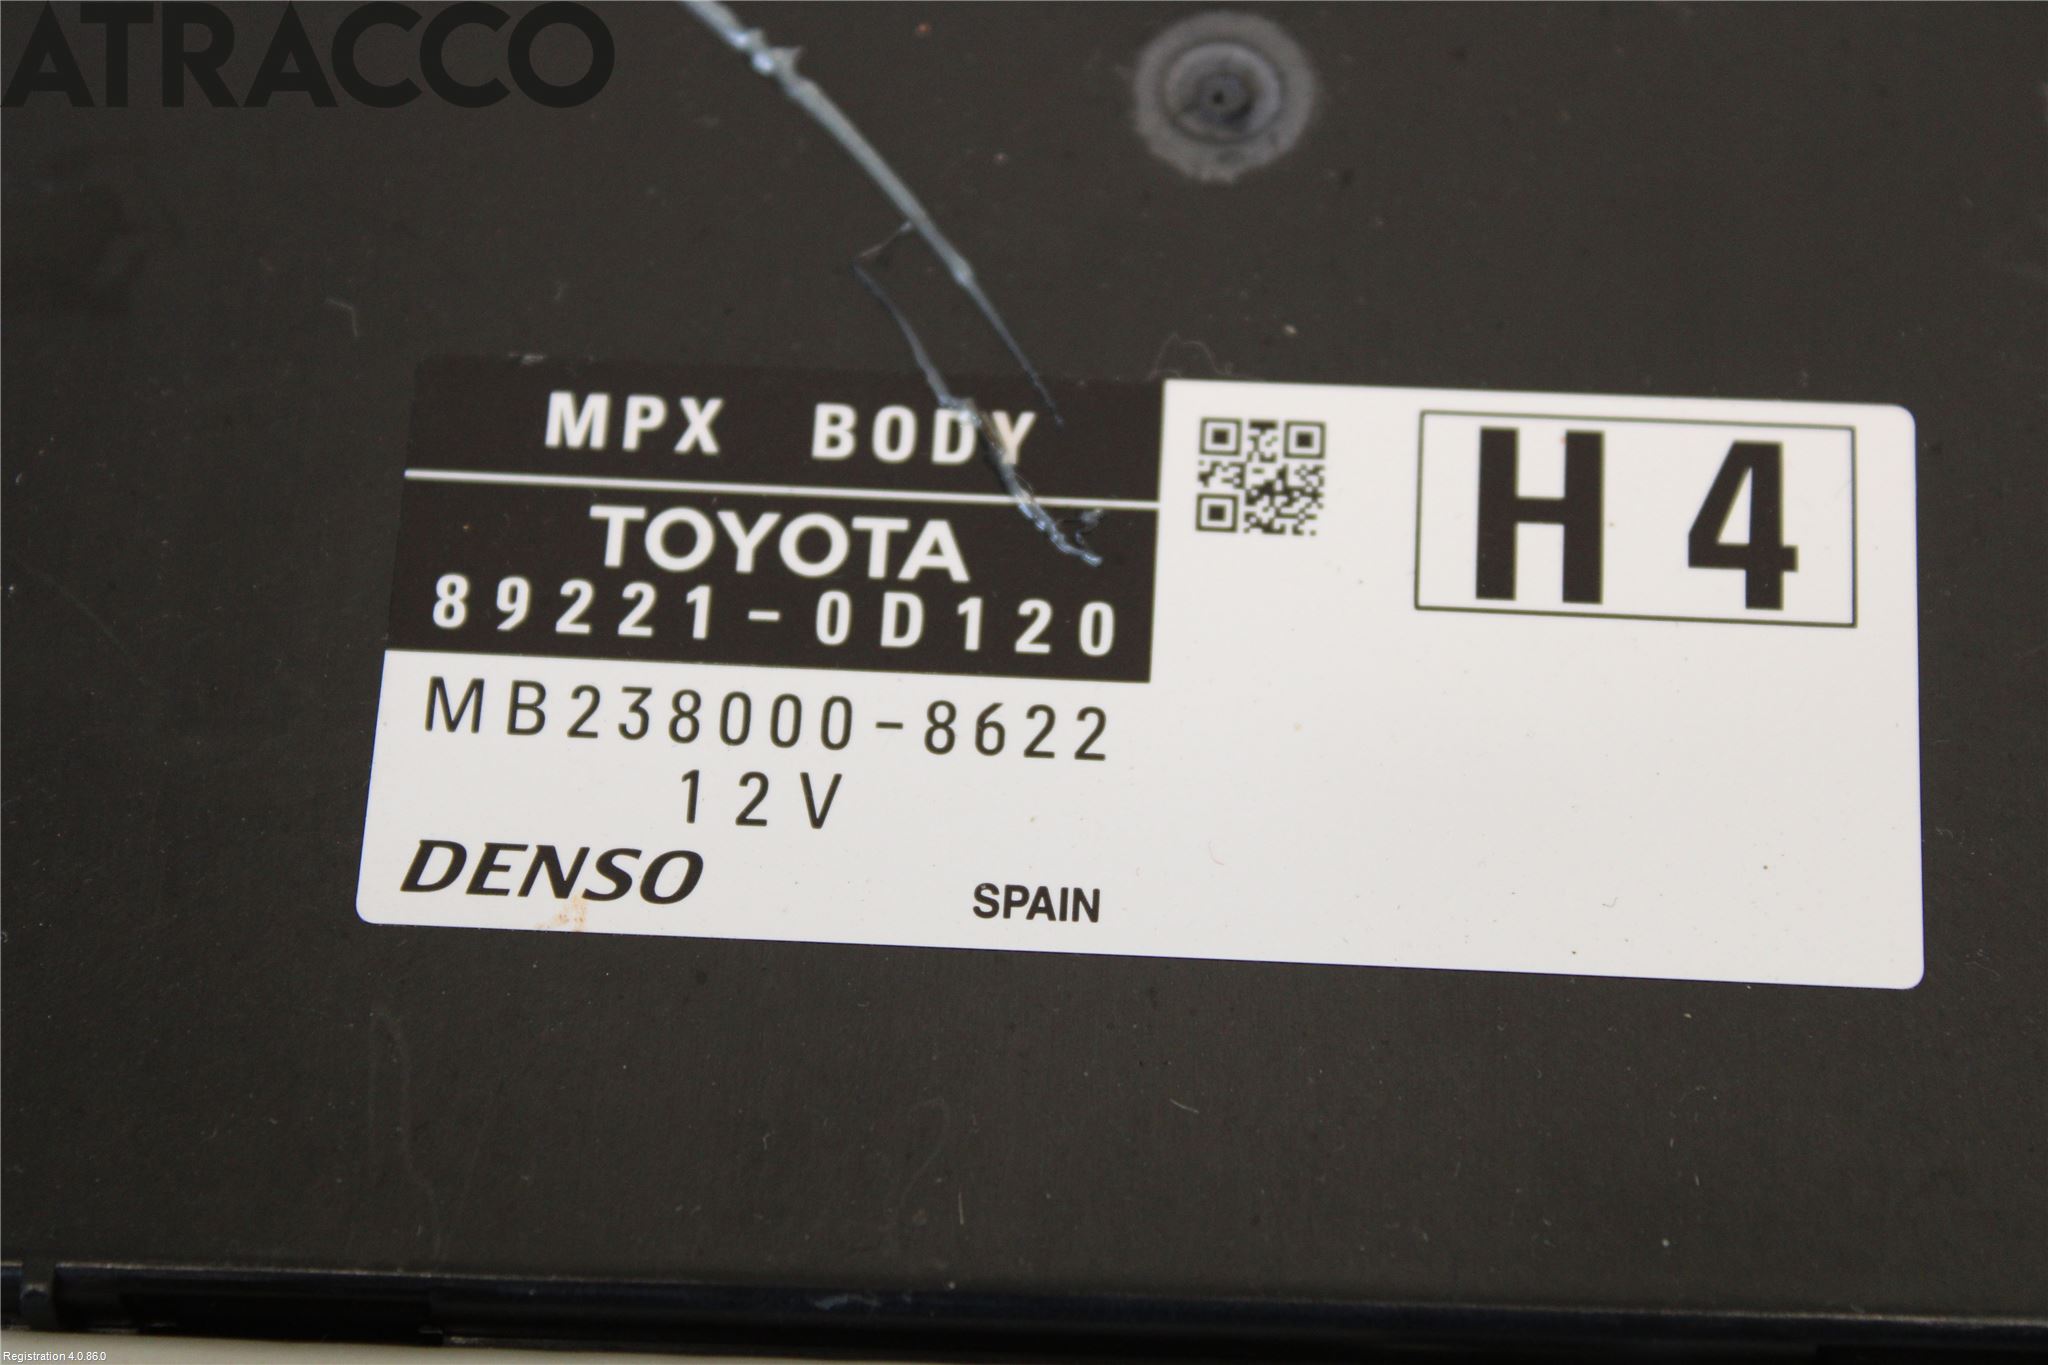 ATRACCO
MPX BODY
TOYOTA
89221-0D120
MB238000-8622
12V
DENSO
SPAIN
H4
Registration 4.0.86.0